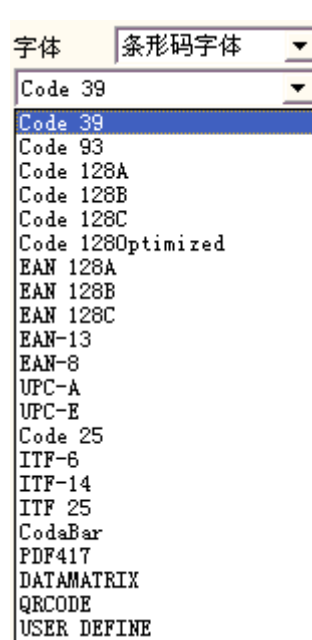 字体 条形码字体
Code 39
Code 39
Code 93
Code 128A
Code 128B
Code 128C
Code 128Optimized
EAN 128A
EAN 128B
EAN 128C
EAN-13
EAN-8
UPC-A
UPC-E
Code 25
ITF-6
ITF-14
ITF 25
CodaBar
PDF417
DATAMATRIX
QRCODE
USER DEFINE